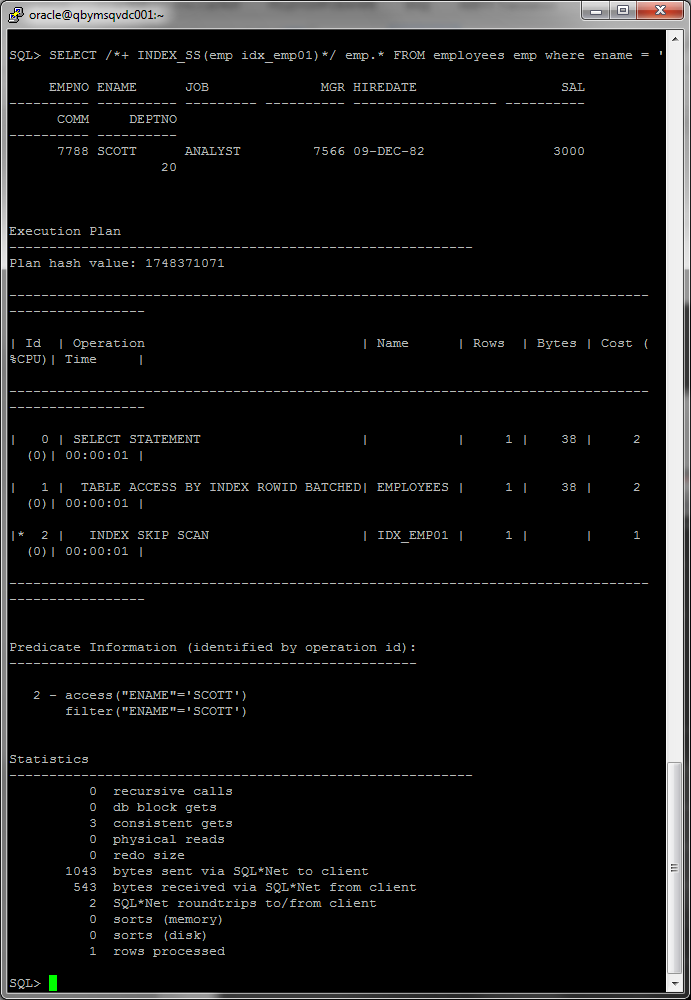 oracle@qbymsqvdc001:~
SQL> SELECT /*+ INDEX_SS(emp idx_emp01)*/ emp.* FROM employees emp where ename = '
     EMPNO ENAME      JOB              MGR HIREDATE                  SAL
---------- ---------- --------- ---------- ------------------ ----------
      COMM     DEPTNO
---------- ----------
      7788 SCOTT      ANALYST         7566 09-DEC-82                3000
                   20
Execution Plan
----------------------------------------------------------
Plan hash value: 1748371071
--------------------------------------------------------------------------------
-----------------
| Id  | Operation                           | Name      | Rows  | Bytes | Cost (
%CPU)| Time     |
--------------------------------------------------------------------------------
-----------------
|   0 | SELECT STATEMENT                    |           |     1 |    38 |     2
  (0)| 00:00:01 |
|   1 |  TABLE ACCESS BY INDEX ROWID BATCHED| EMPLOYEES |     1 |    38 |     2
  (0)| 00:00:01 |
|*  2 |   INDEX SKIP SCAN                   | IDX_EMP01 |     1 |       |     1
  (0)| 00:00:01 |
--------------------------------------------------------------------------------
-----------------
Predicate Information (identified by operation id):
---------------------------------------------------
   2 - access("ENAME"='SCOTT')
       filter("ENAME"='SCOTT')
Statistics
----------------------------------------------------------
          0  recursive calls
          0  db block gets
          3  consistent gets
          0  physical reads
          0  redo size
       1043  bytes sent via SQL*Net to client
        543  bytes received via SQL*Net from client
          2  SQL*Net roundtrips to/from client
          0  sorts (memory)
          0  sorts (disk)
          1  rows processed
SQL>